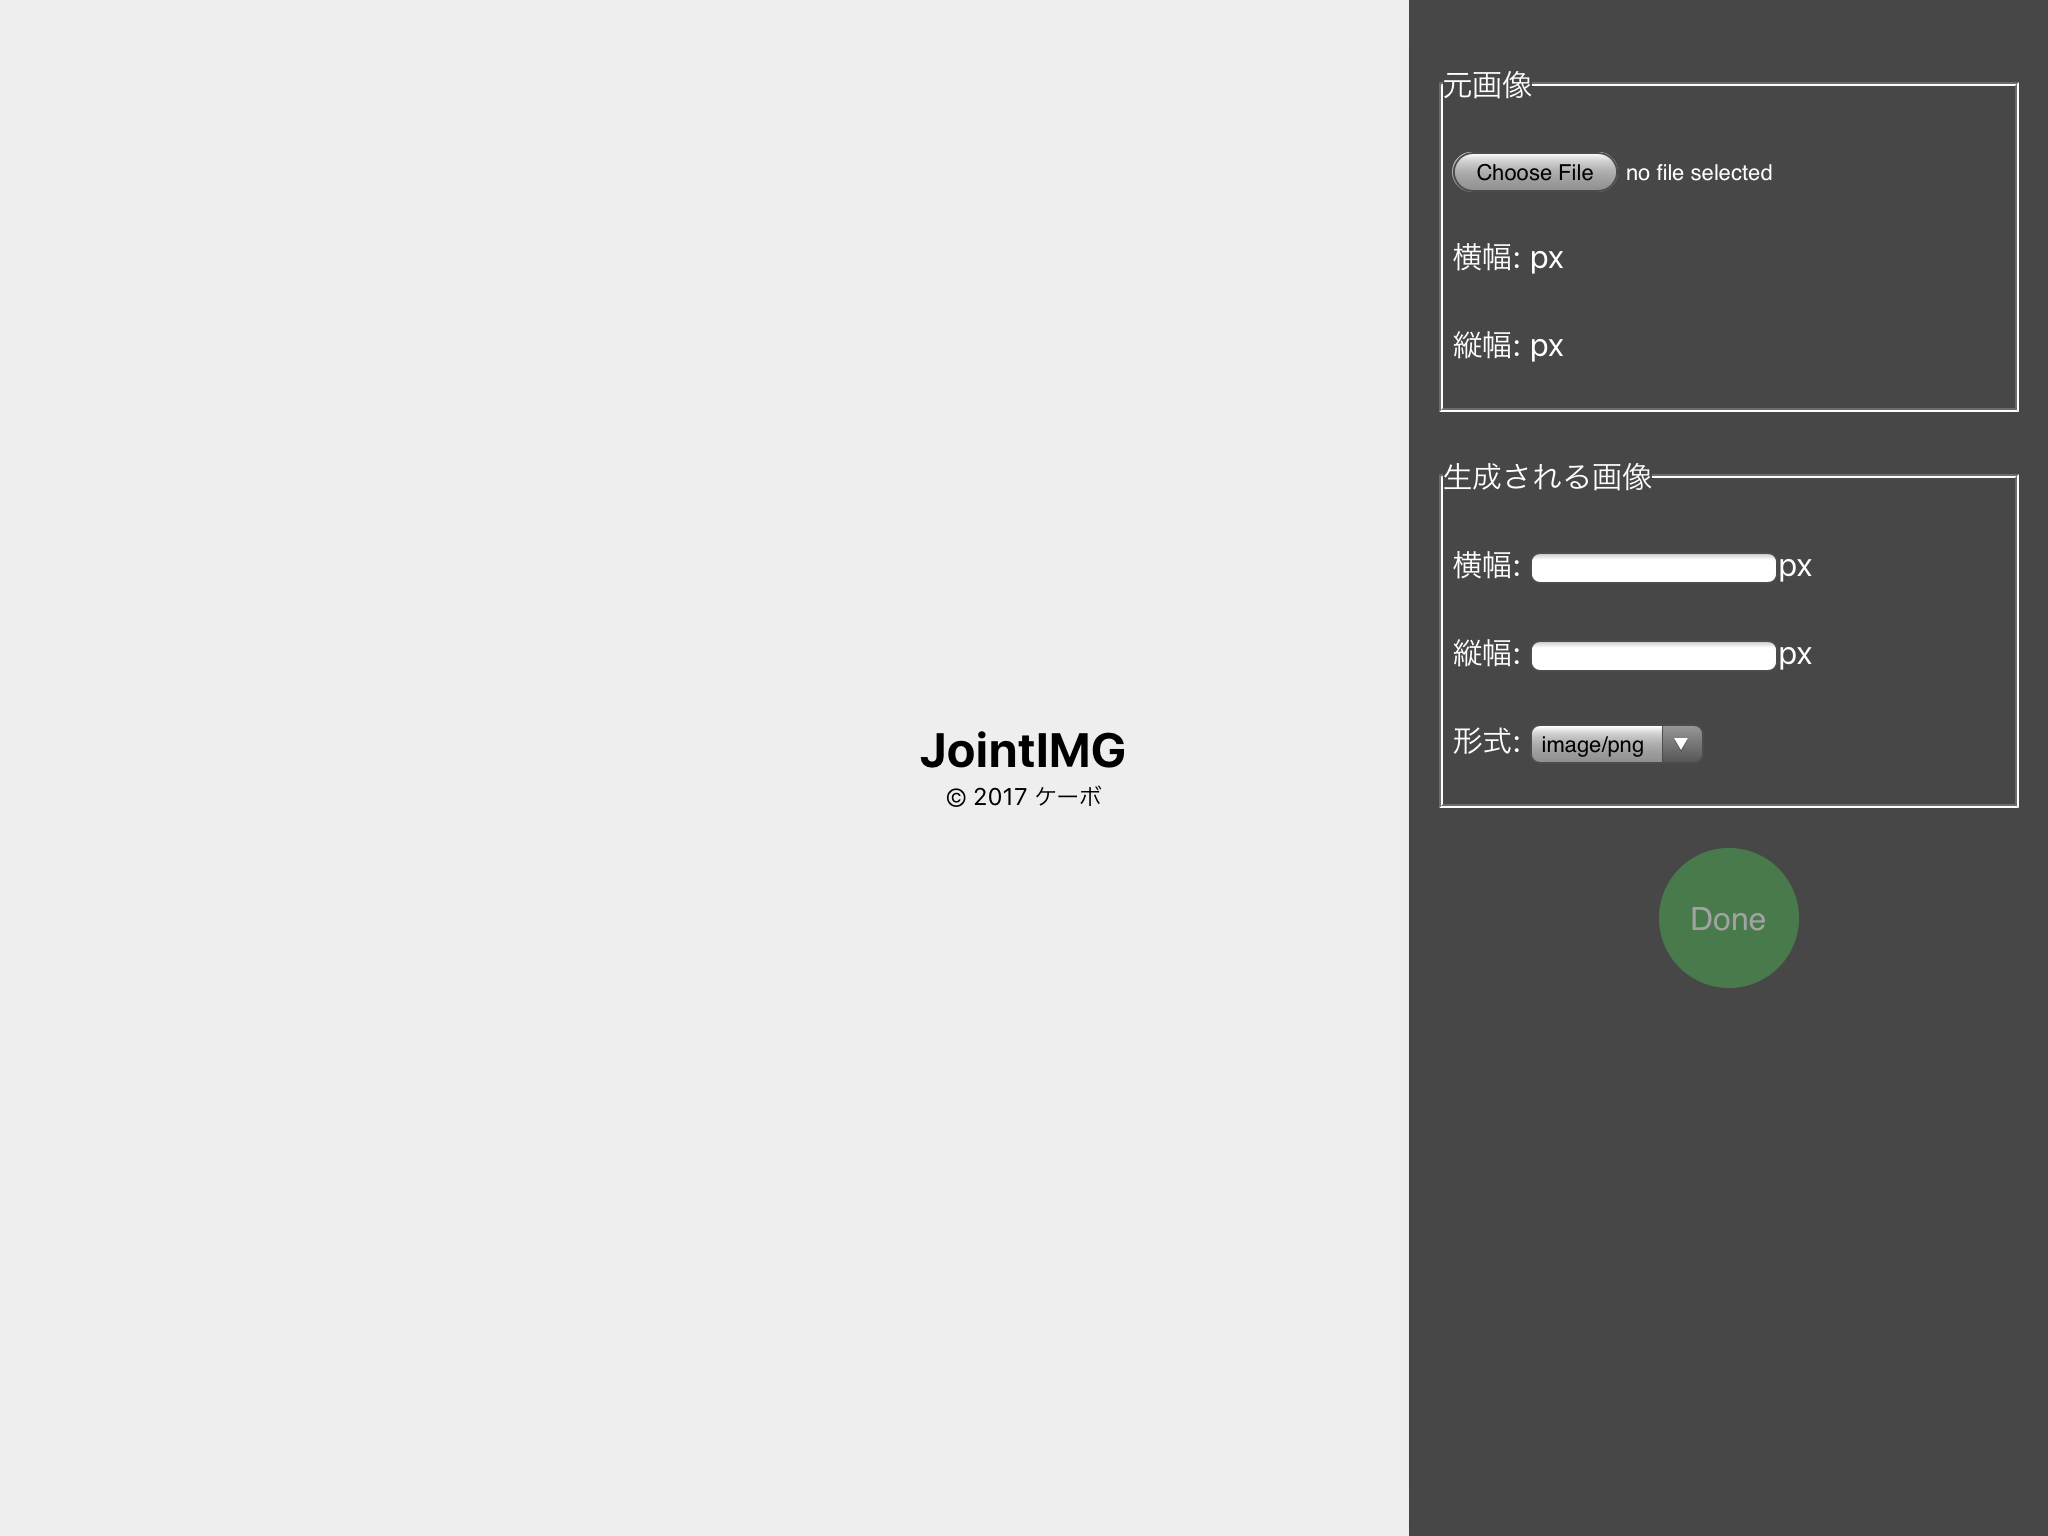 JointIMG
© 2017 ケーボ
元画像
Choose File no file selected
横幅: px
縦幅: px
生成される画像
横幅: px
縦幅: px
形式: image/png
Done